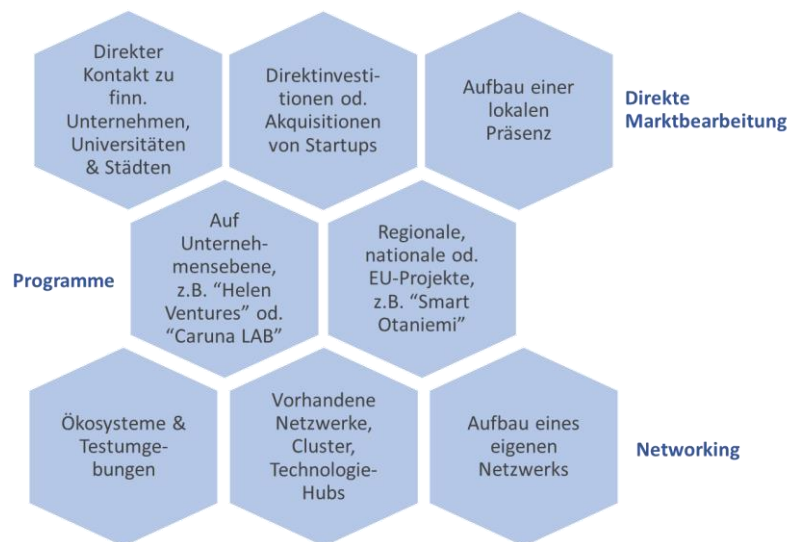 Direkter
Kontakt zu
finn.
Unternehmen,
Universitäten
& Städten
Direktinvesti-
tionen od.
Akquisitionen
von Startups
Aufbau einer
lokalen
Präsenz
Direkte
Marktbearbeitung
Programme
Auf
Unterneh-
mensebene,
z.B. “Helen
Ventures” od.
“Caruna LAB”
Regionale,
nationale od.
EU-Projekte,
z.B. “Smart
Otaniemi”
Ökosysteme &
Testumge-
bungen
Vorhandene
Netzwerke,
Cluster,
Technologie-
Hubs
Aufbau eines
eigenen
Netzwerks
Networking